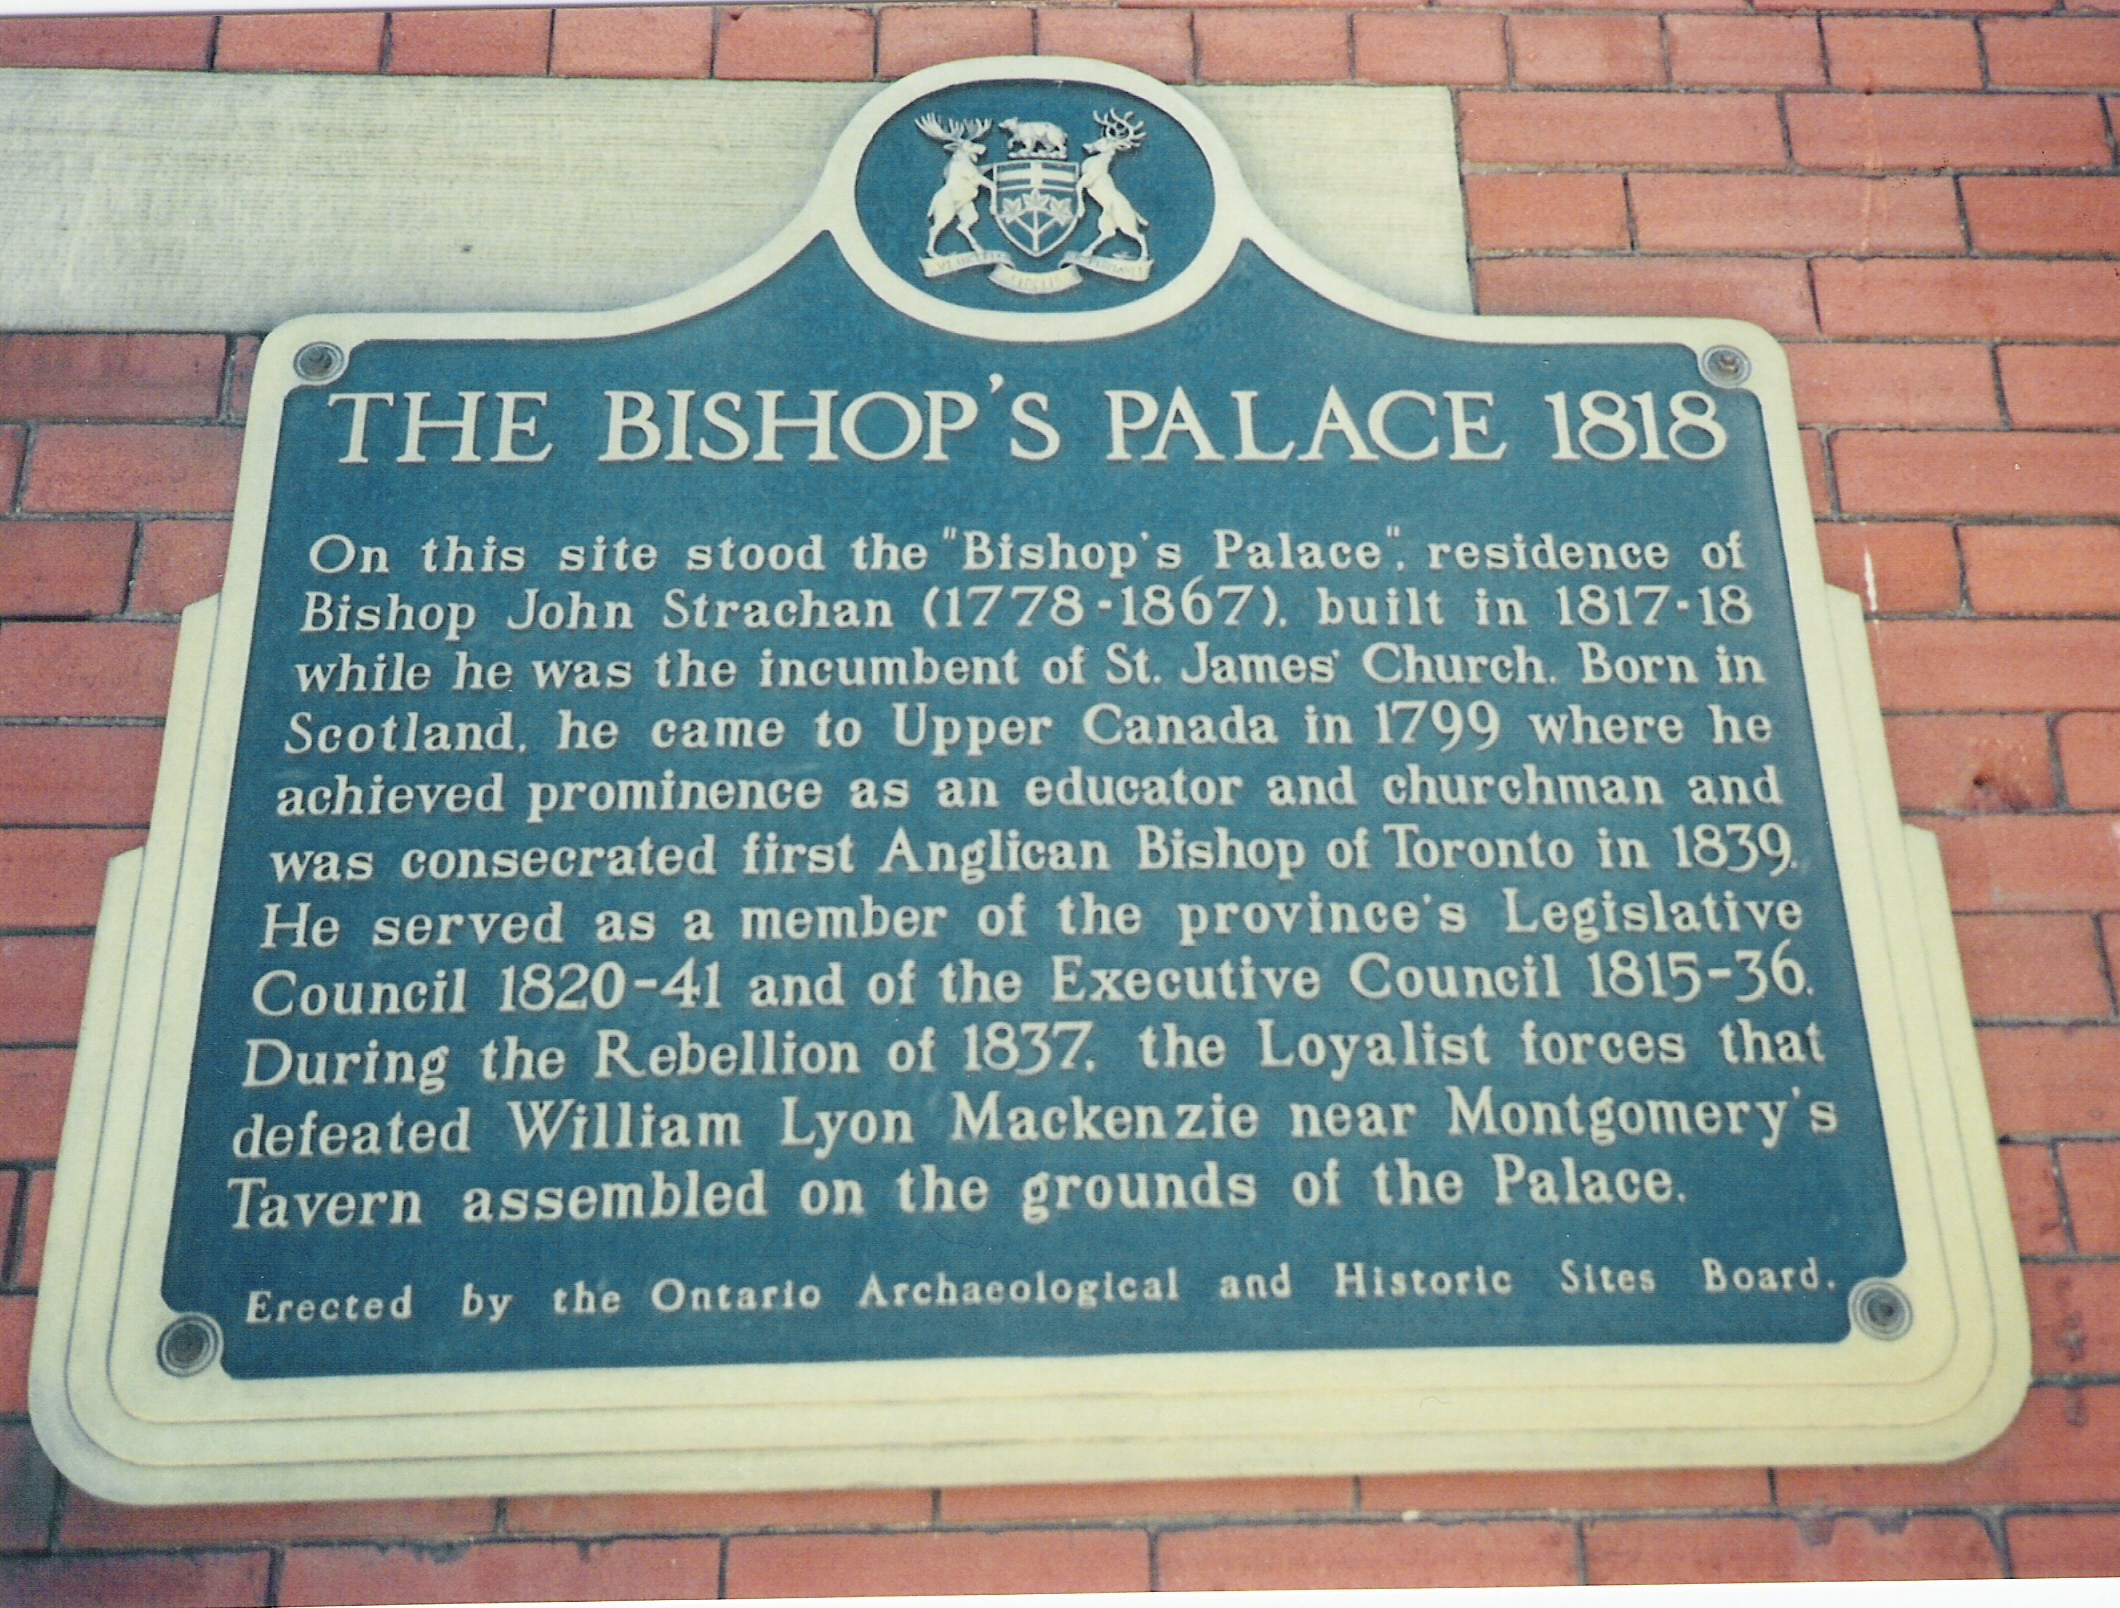 THE BISHOP'S PALACE 1818
On this site stood the "Bishop's Palace", residence of
Bishop John Strachan (1778-1867), built in 1817-18
while he was the incumbent of St. James' Church. Born in
Scotland, he came to Upper Canada in 1799 where he
achieved prominence as an educator and churchman and
was consecrated first Anglican Bishop of Toronto in 1839.
He served as a member of the province's Legislative
Council 1820-41 and of the Executive Council 1815-36.
During the Rebellion of 1837, the Loyalist forces that
defeated William Lyon Mackenzie near Montgomery's
Tavern assembled on the grounds of the Palace.
Erected by the Ontario Archaeological and Historic Sites Board.